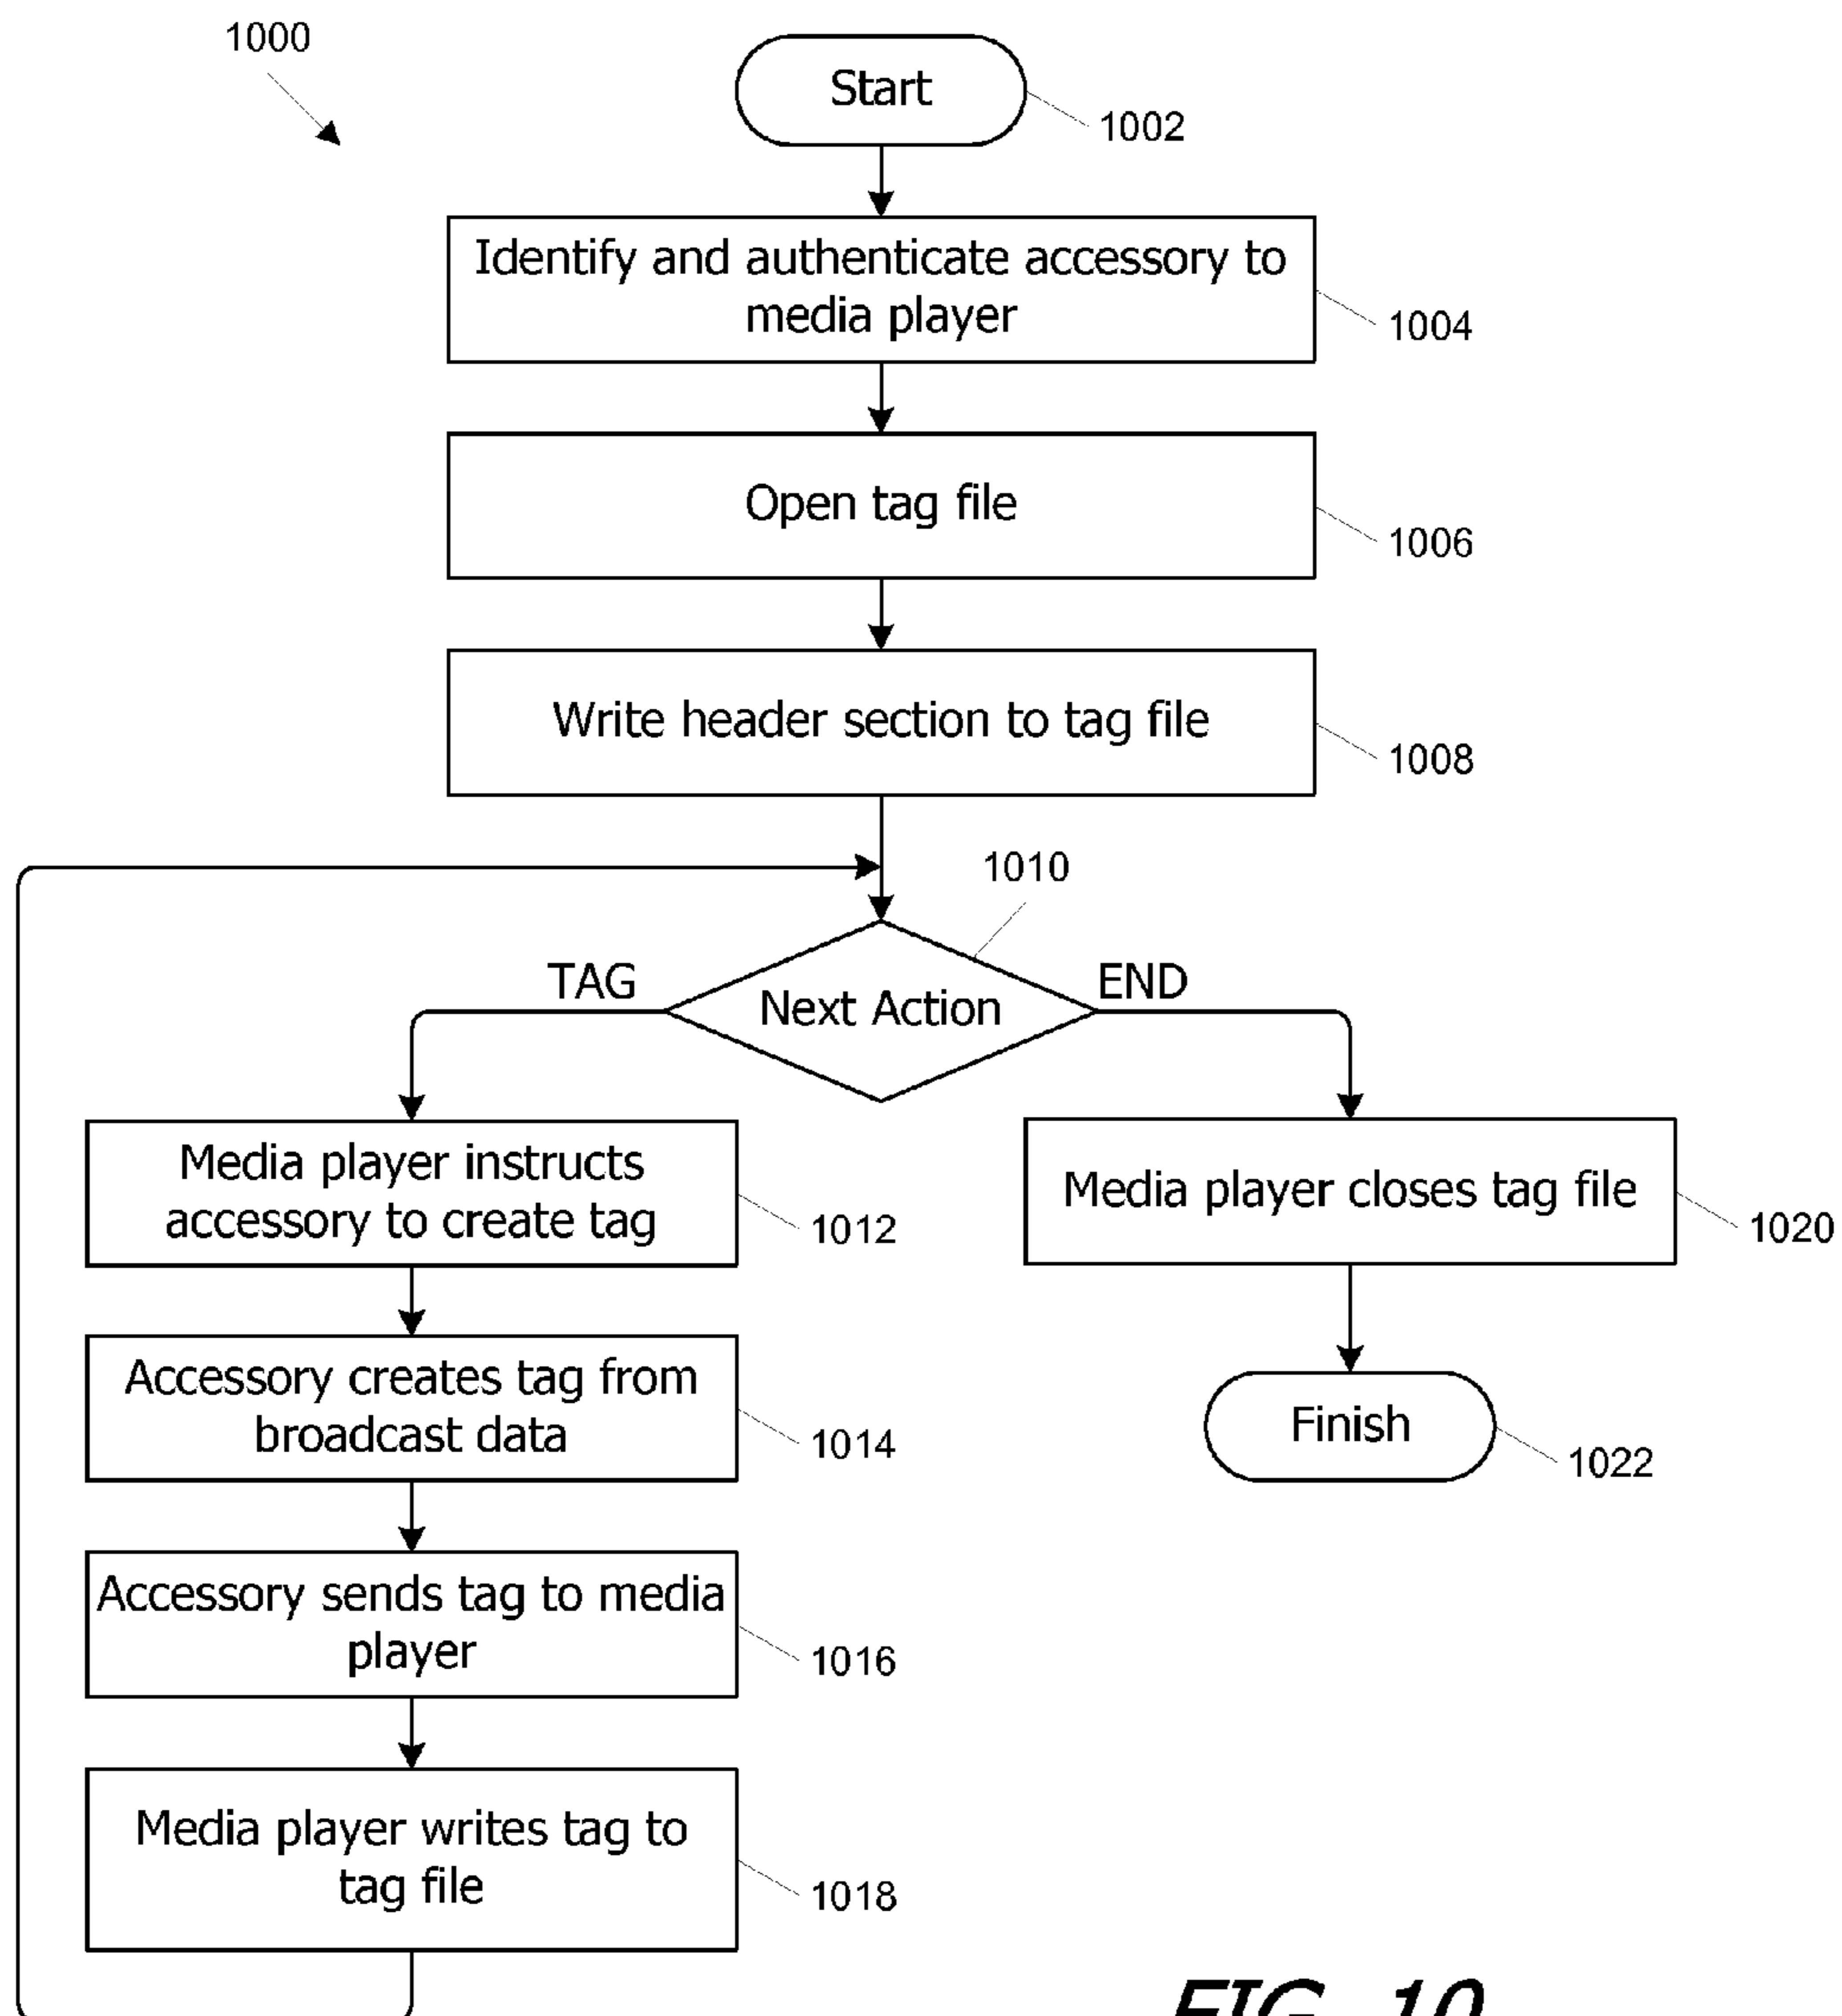 1000
Start
1002
Identify and authenticate accessory to
media player
1004
Open tag file
1006
Write header section to tag file
1008
1010
TAG
Next Action
END
Media player instructs
accessory to create tag
1012
Media player closes tag file
1020
Accessory creates tag from
broadcast data
1014
Finish
1022
Accessory sends tag to media
player
1016
Media player writes tag to
tag file
1018
FIG. 10